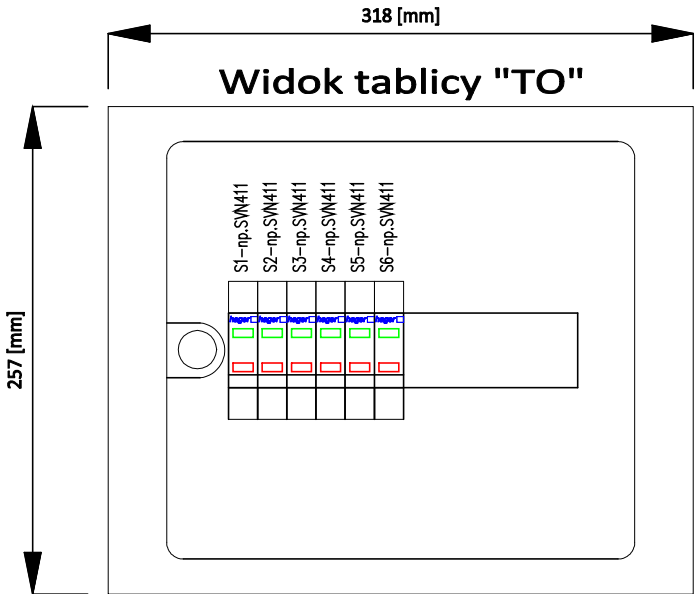 318 [mm]
Widok tablicy "TO"
257 [mm]
S1-np.SVN411
S2-np.SVN411
S3-np.SVN411
S4-np.SVN411
S5-np.SVN411
S6-np.SVN411
hager hager hager hager hager hager